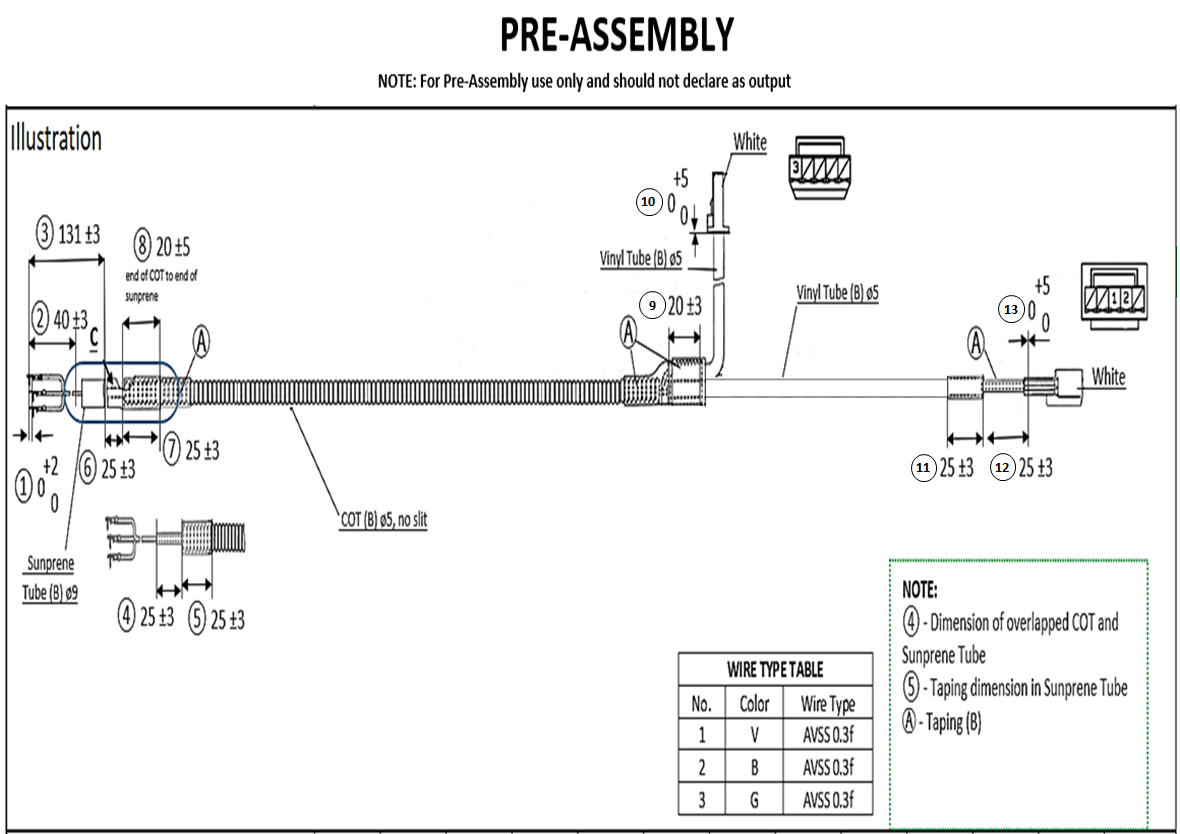 PRE-ASSEMBLY
NOTE: For Pre-Assembly use only and should not declare as output
Illustration
White
3
+5
10 0
0
3 131 ±3
8 20 ±5
end of COT to end of
sunprene
Vinyl Tube (B) ø5
Vinyl Tube (B) ø5
+5
13 0
0
1 2
9 20 ±3
2 40 ±3
C
A
A
A
White
7 25 ±3
6 25 ±3
11 25 ±3
12 25 ±3
+2
1 0
0
COT (B) ø5, no slit
Sunprene
Tube (B) ø9
4 25 ±3
5 25 ±3
NOTE:
4 - Dimension of overlapped COT and
Sunprene Tube
5 - Taping dimension in Sunprene Tube
A - Taping (B)
WIRE TYPE TABLE
No. Color Wire Type
1 V AVSS 0.3f
2 B AVSS 0.3f
3 G AVSS 0.3f